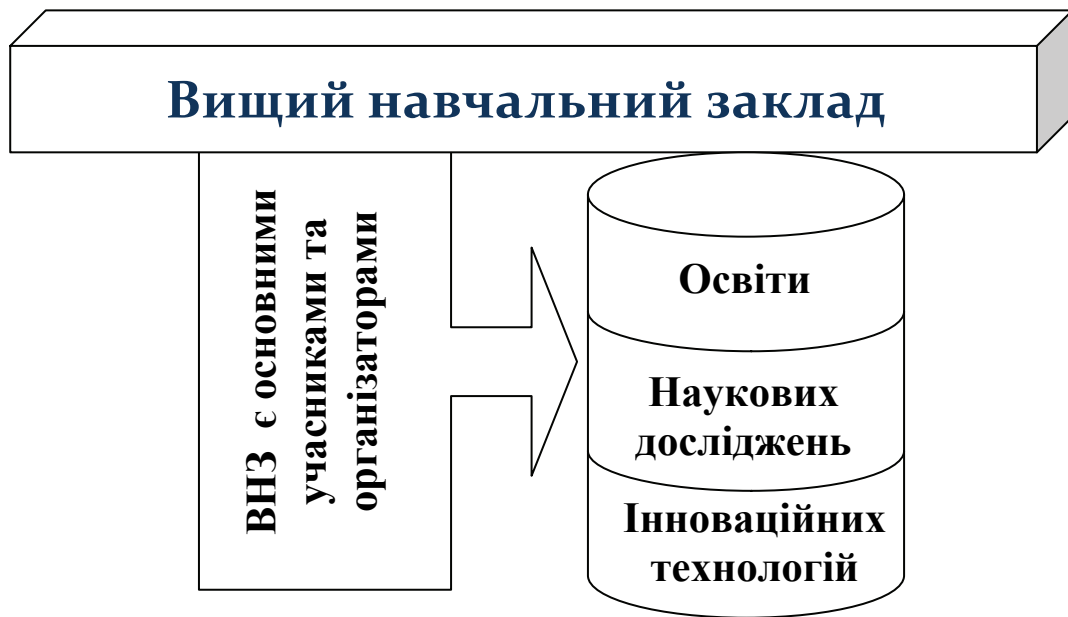 Вищий навчальний заклад
ВНЗ є основними
учасниками та
організаторами
Освіти
Наукових
досліджень
Інноваційних
технологій